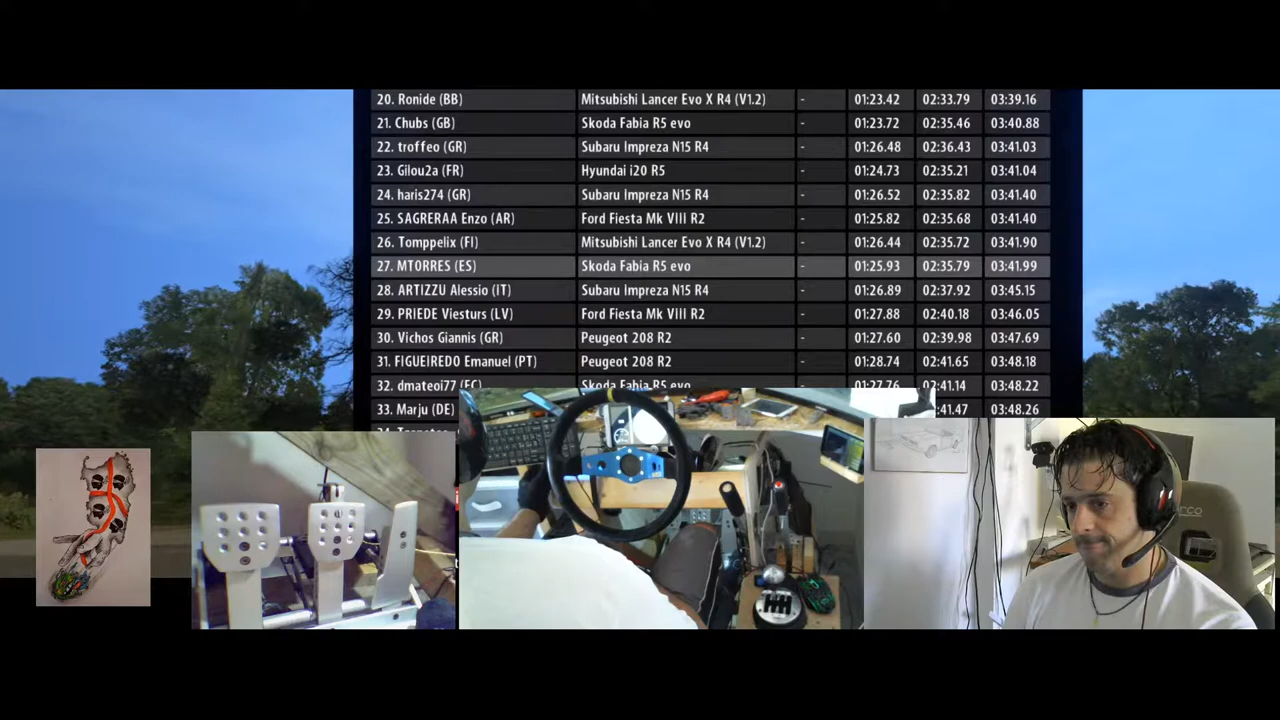 20. Ronide (BB) Mitsubishi Lancer Evo X R4 (V1.2) - 01:23.42 02:33.79 03:39.16
21. Chubs (GB) Skoda Fabia R5 evo - 01:23.72 02:35.46 03:40.88
22. troffeo (GR) Subaru Impreza N15 R4 - 01:26.48 02:36.43 03:41.03
23. Gilou2a (FR) Hyundai i20 R5 - 01:24.73 02:35.21 03:41.04
24. haris274 (GR) Subaru Impreza N15 R4 - 01:26.52 02:35.82 03:41.40
25. SAGRERAA Enzo (AR) Ford Fiesta Mk VIII R2 - 01:25.82 02:35.68 03:41.40
26. Tomppelix (FI) Mitsubishi Lancer Evo X R4 (V1.2) - 01:26.44 02:35.72 03:41.90
27. MTORRES (ES) Skoda Fabia R5 evo - 01:25.93 02:35.79 03:41.99
28. ARTIZZU Alessio (IT) Subaru Impreza N15 R4 - 01:26.89 02:37.92 03:45.15
29. PRIEDE Viesturs (LV) Ford Fiesta Mk VIII R2 - 01:27.88 02:40.18 03:46.05
30. Vichos Giannis (GR) Peugeot 208 R2 - 01:27.60 02:39.98 03:47.69
31. FIGUEIREDO Emanuel (PT) Peugeot 208 R2 - 01:28.74 02:41.65 03:48.18
32. dmateoi77 Skoda Fabia R5 evo - 01:27.76 02:41.14 03:48.22
33. Marju (DE) :41.47 03:48.26